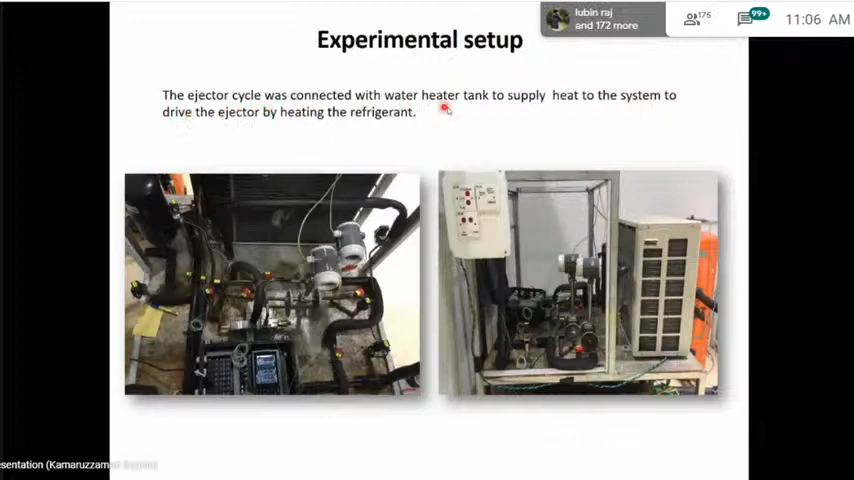 lubin raj
and 172 more
175
99+
11:06 AM
Experimental setup
The ejector cycle was connected with water heater tank to supply heat to the system to
drive the ejector by heating the refrigerant.
esentation (Kamaruzzaman